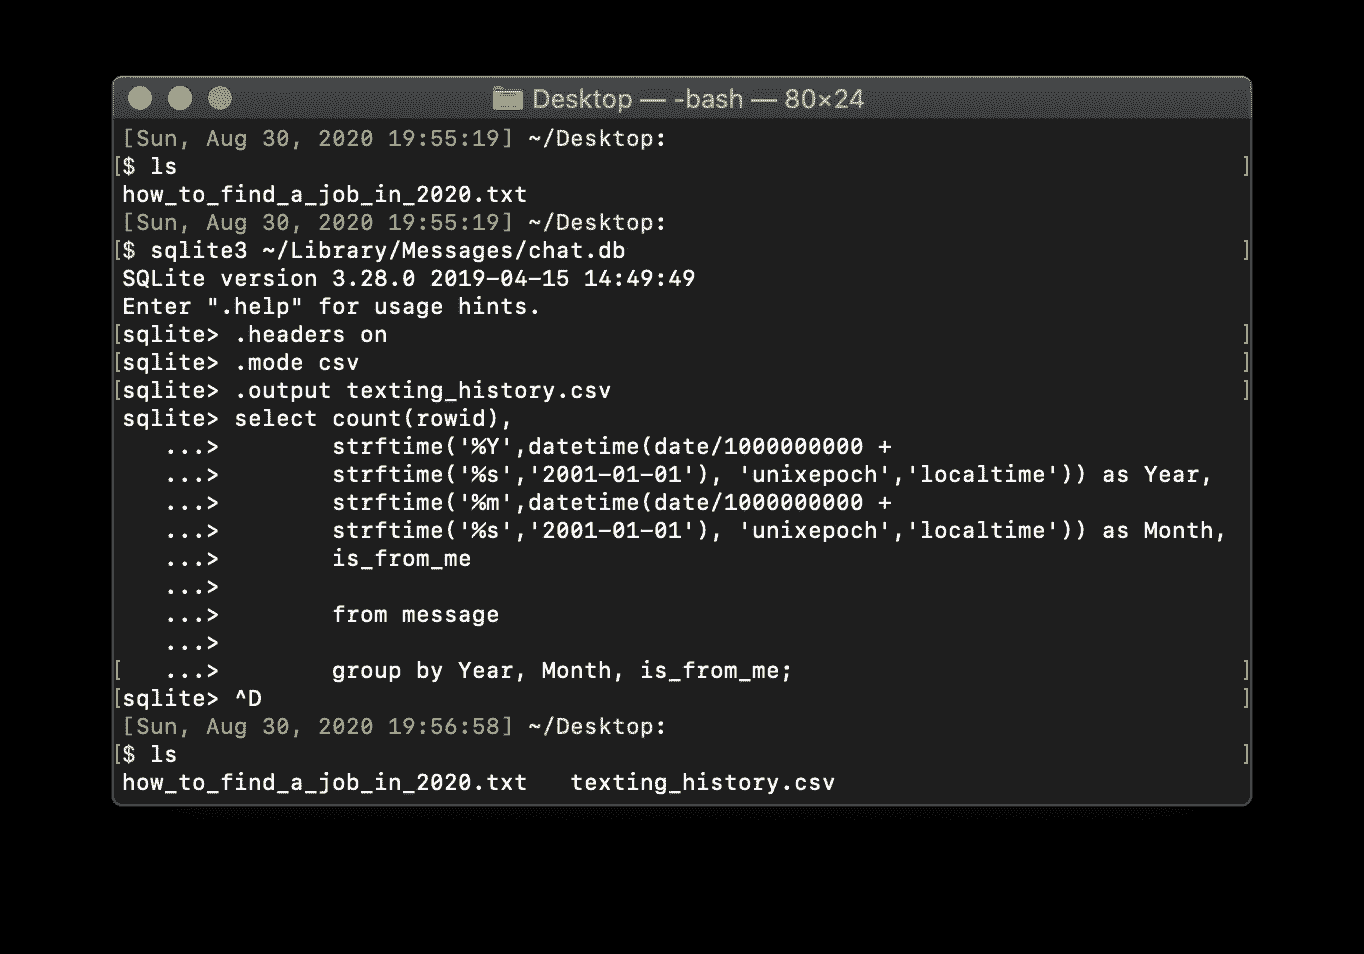 Desktop — -bash — 80×24
[Sun, Aug 30, 2020 19:55:19] ~/Desktop:
[$ ls ]
how_to_find_a_job_in_2020.txt
[Sun, Aug 30, 2020 19:55:19] ~/Desktop:
[$ sqlite3 ~/Library/Messages/chat.db ]
SQLite version 3.28.0 2019-04-15 14:49:49
Enter ".help" for usage hints.
[sqlite> .headers on ]
[sqlite> .mode csv ]
[sqlite> .output texting_history.csv ]
sqlite> select count(rowid),
...> strftime('%Y',datetime(date/1000000000 +
...> strftime('%s','2001-01-01'), 'unixepoch','localtime')) as Year,
...> strftime('%m',datetime(date/1000000000 +
...> strftime('%s','2001-01-01'), 'unixepoch','localtime')) as Month,
...> is_from_me
...>
...> from message
...>
[ ...> group by Year, Month, is_from_me; ]
[sqlite> ^D ]
[Sun, Aug 30, 2020 19:56:58] ~/Desktop:
[$ ls ]
how_to_find_a_job_in_2020.txt texting_history.csv